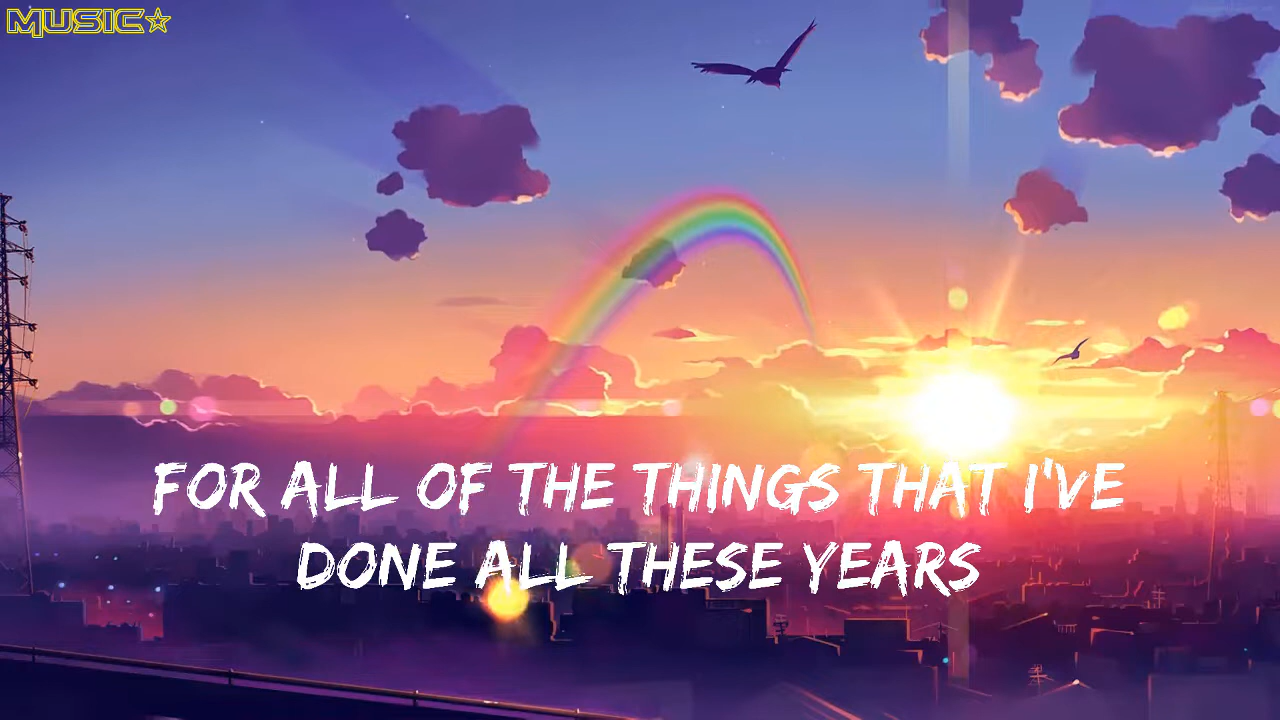 MUSIC☆
FOR ALL OF THE THINGS THAT I'VE
DONE ALL THESE YEARS